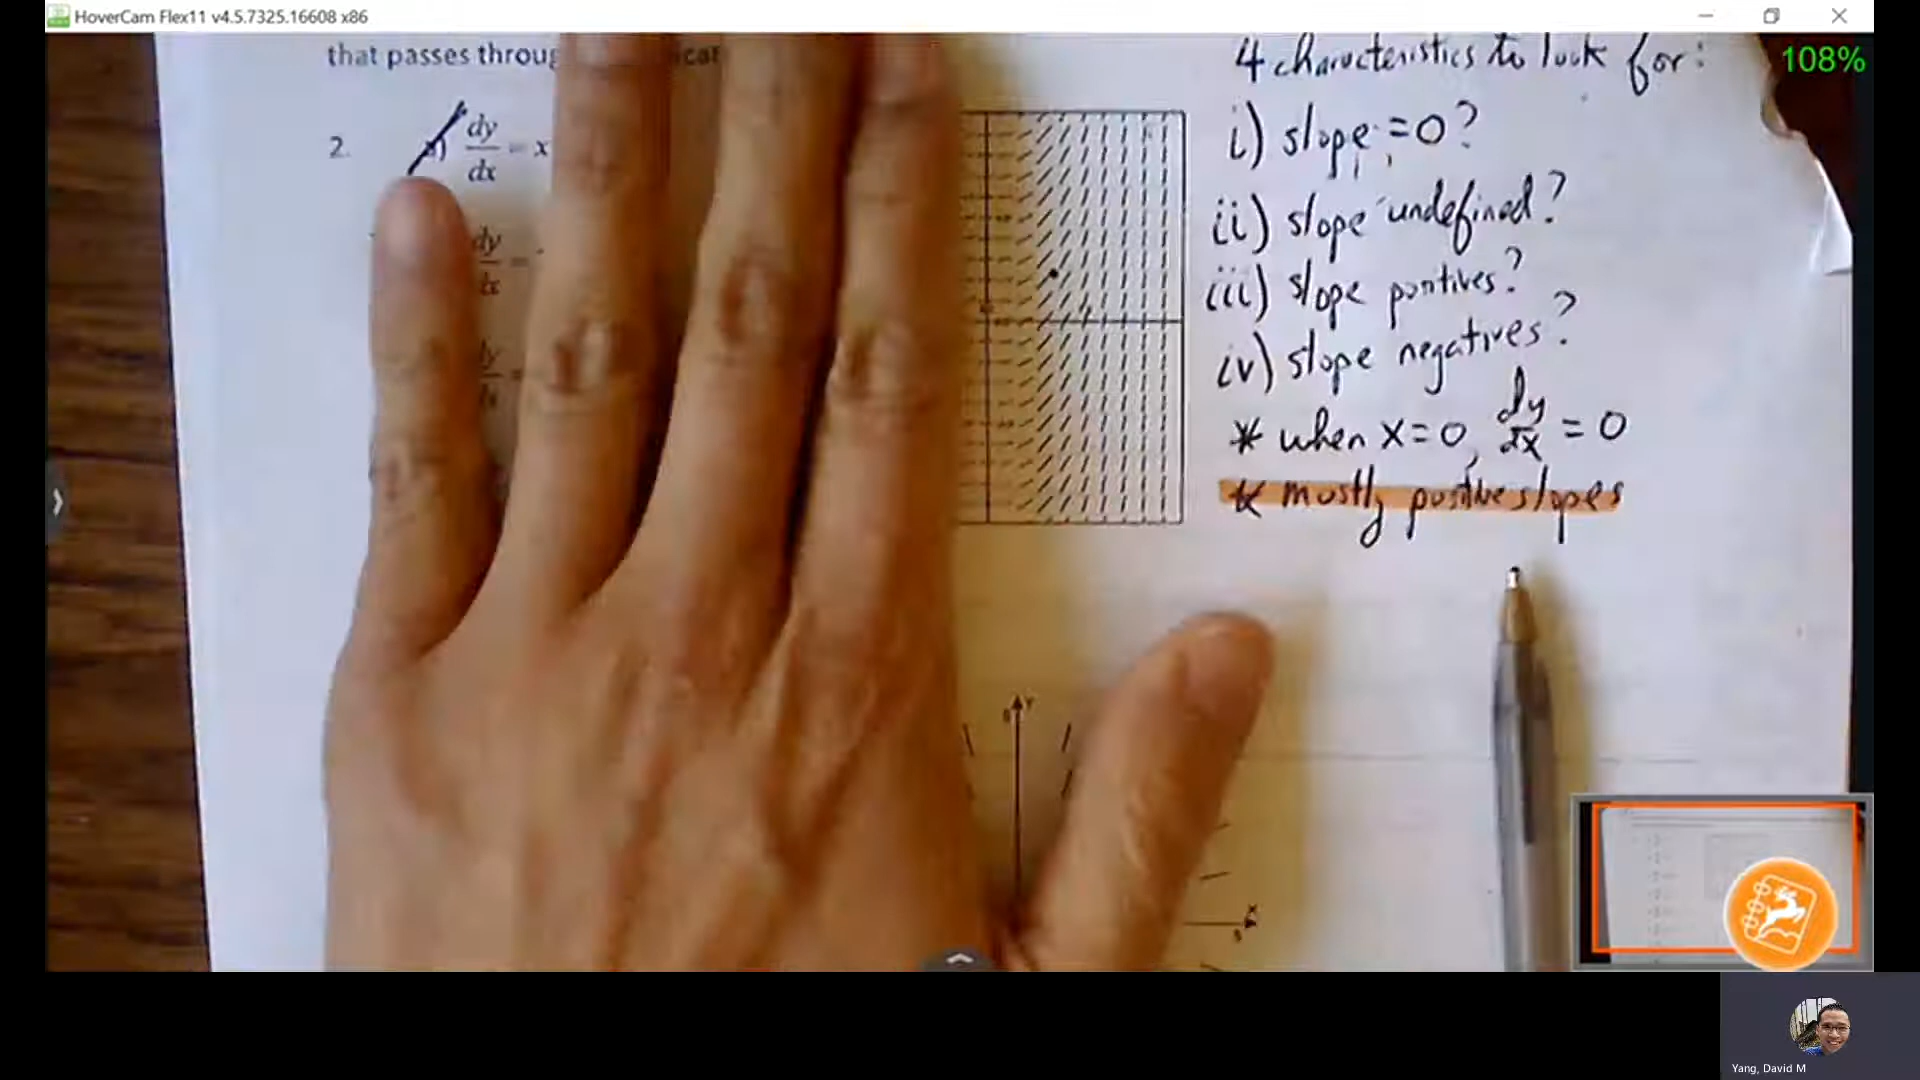 HoverCam Flex11 v4.5.7325.16608 x86
108%
that passes throug
4 characteristics to look for:
2.
dy
dx
= x
i) slope = 0?
ii) slope undefined?
iii) slope positives?
iv) slope negatives?
* when x=0, dy/dx = 0
* mostly positive slopes
dy
=
Y
X
Yang, David M